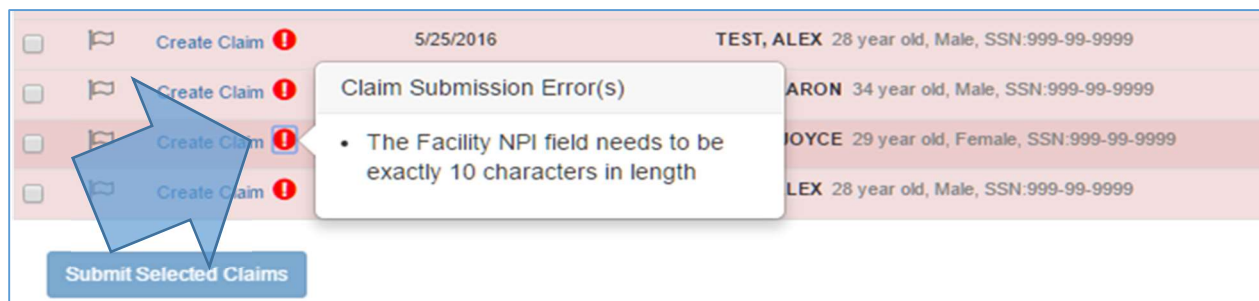 Create Claim ! 5/25/2016 TEST, ALEX 28 year old, Male, SSN:999-99-9999
Create Claim ! ARON 34 year old, Male, SSN:999-99-9999
Create Claim ! JOYCE 29 year old, Female, SSN:999-99-9999
Create Claim ! LEX 28 year old, Male, SSN:999-99-9999
Claim Submission Error(s)
• The Facility NPI field needs to be
exactly 10 characters in length
Submit Selected Claims